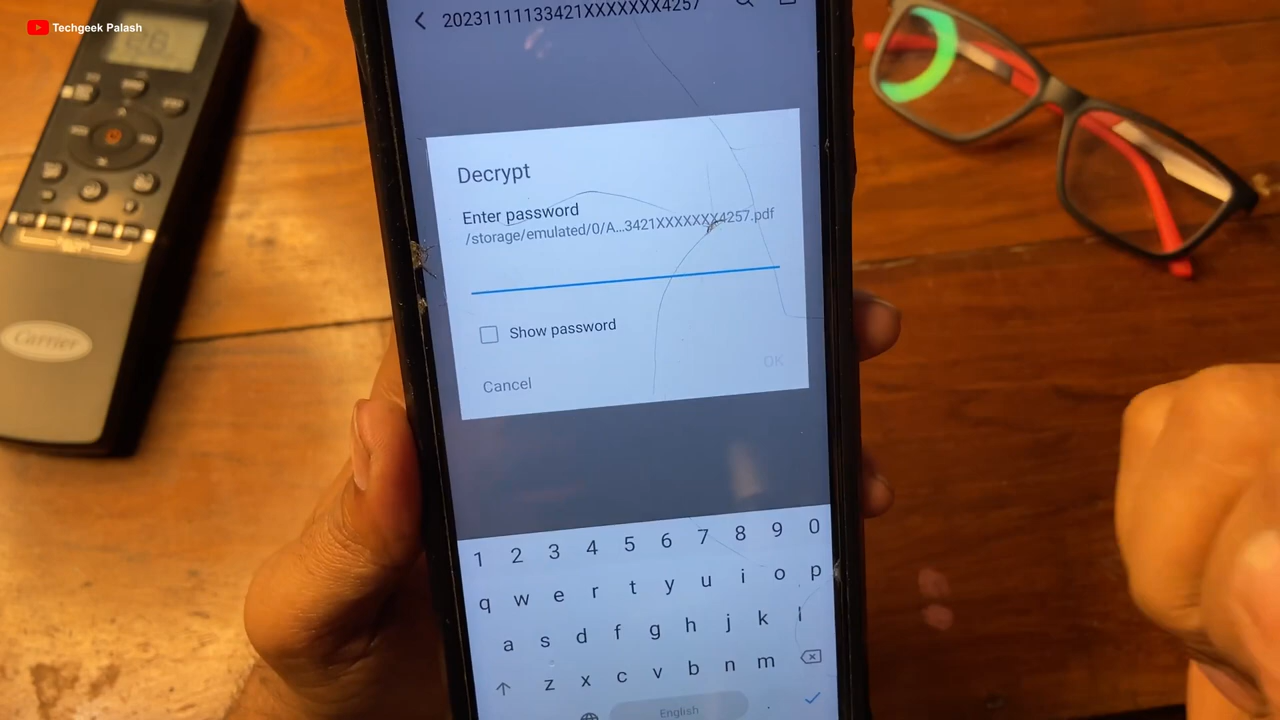 Techgeek Palash
20231111133421XXXXXXX4257
Decrypt
Enter password
/storage/emulated/0/A...3421XXXXXXX4257.pdf
Show password
Cancel
OK
1 2 3 4 5 6 7 8 9 0
q w e r t y u i o p
a s d f g h j k l
z x c v b n m
English
Carrier